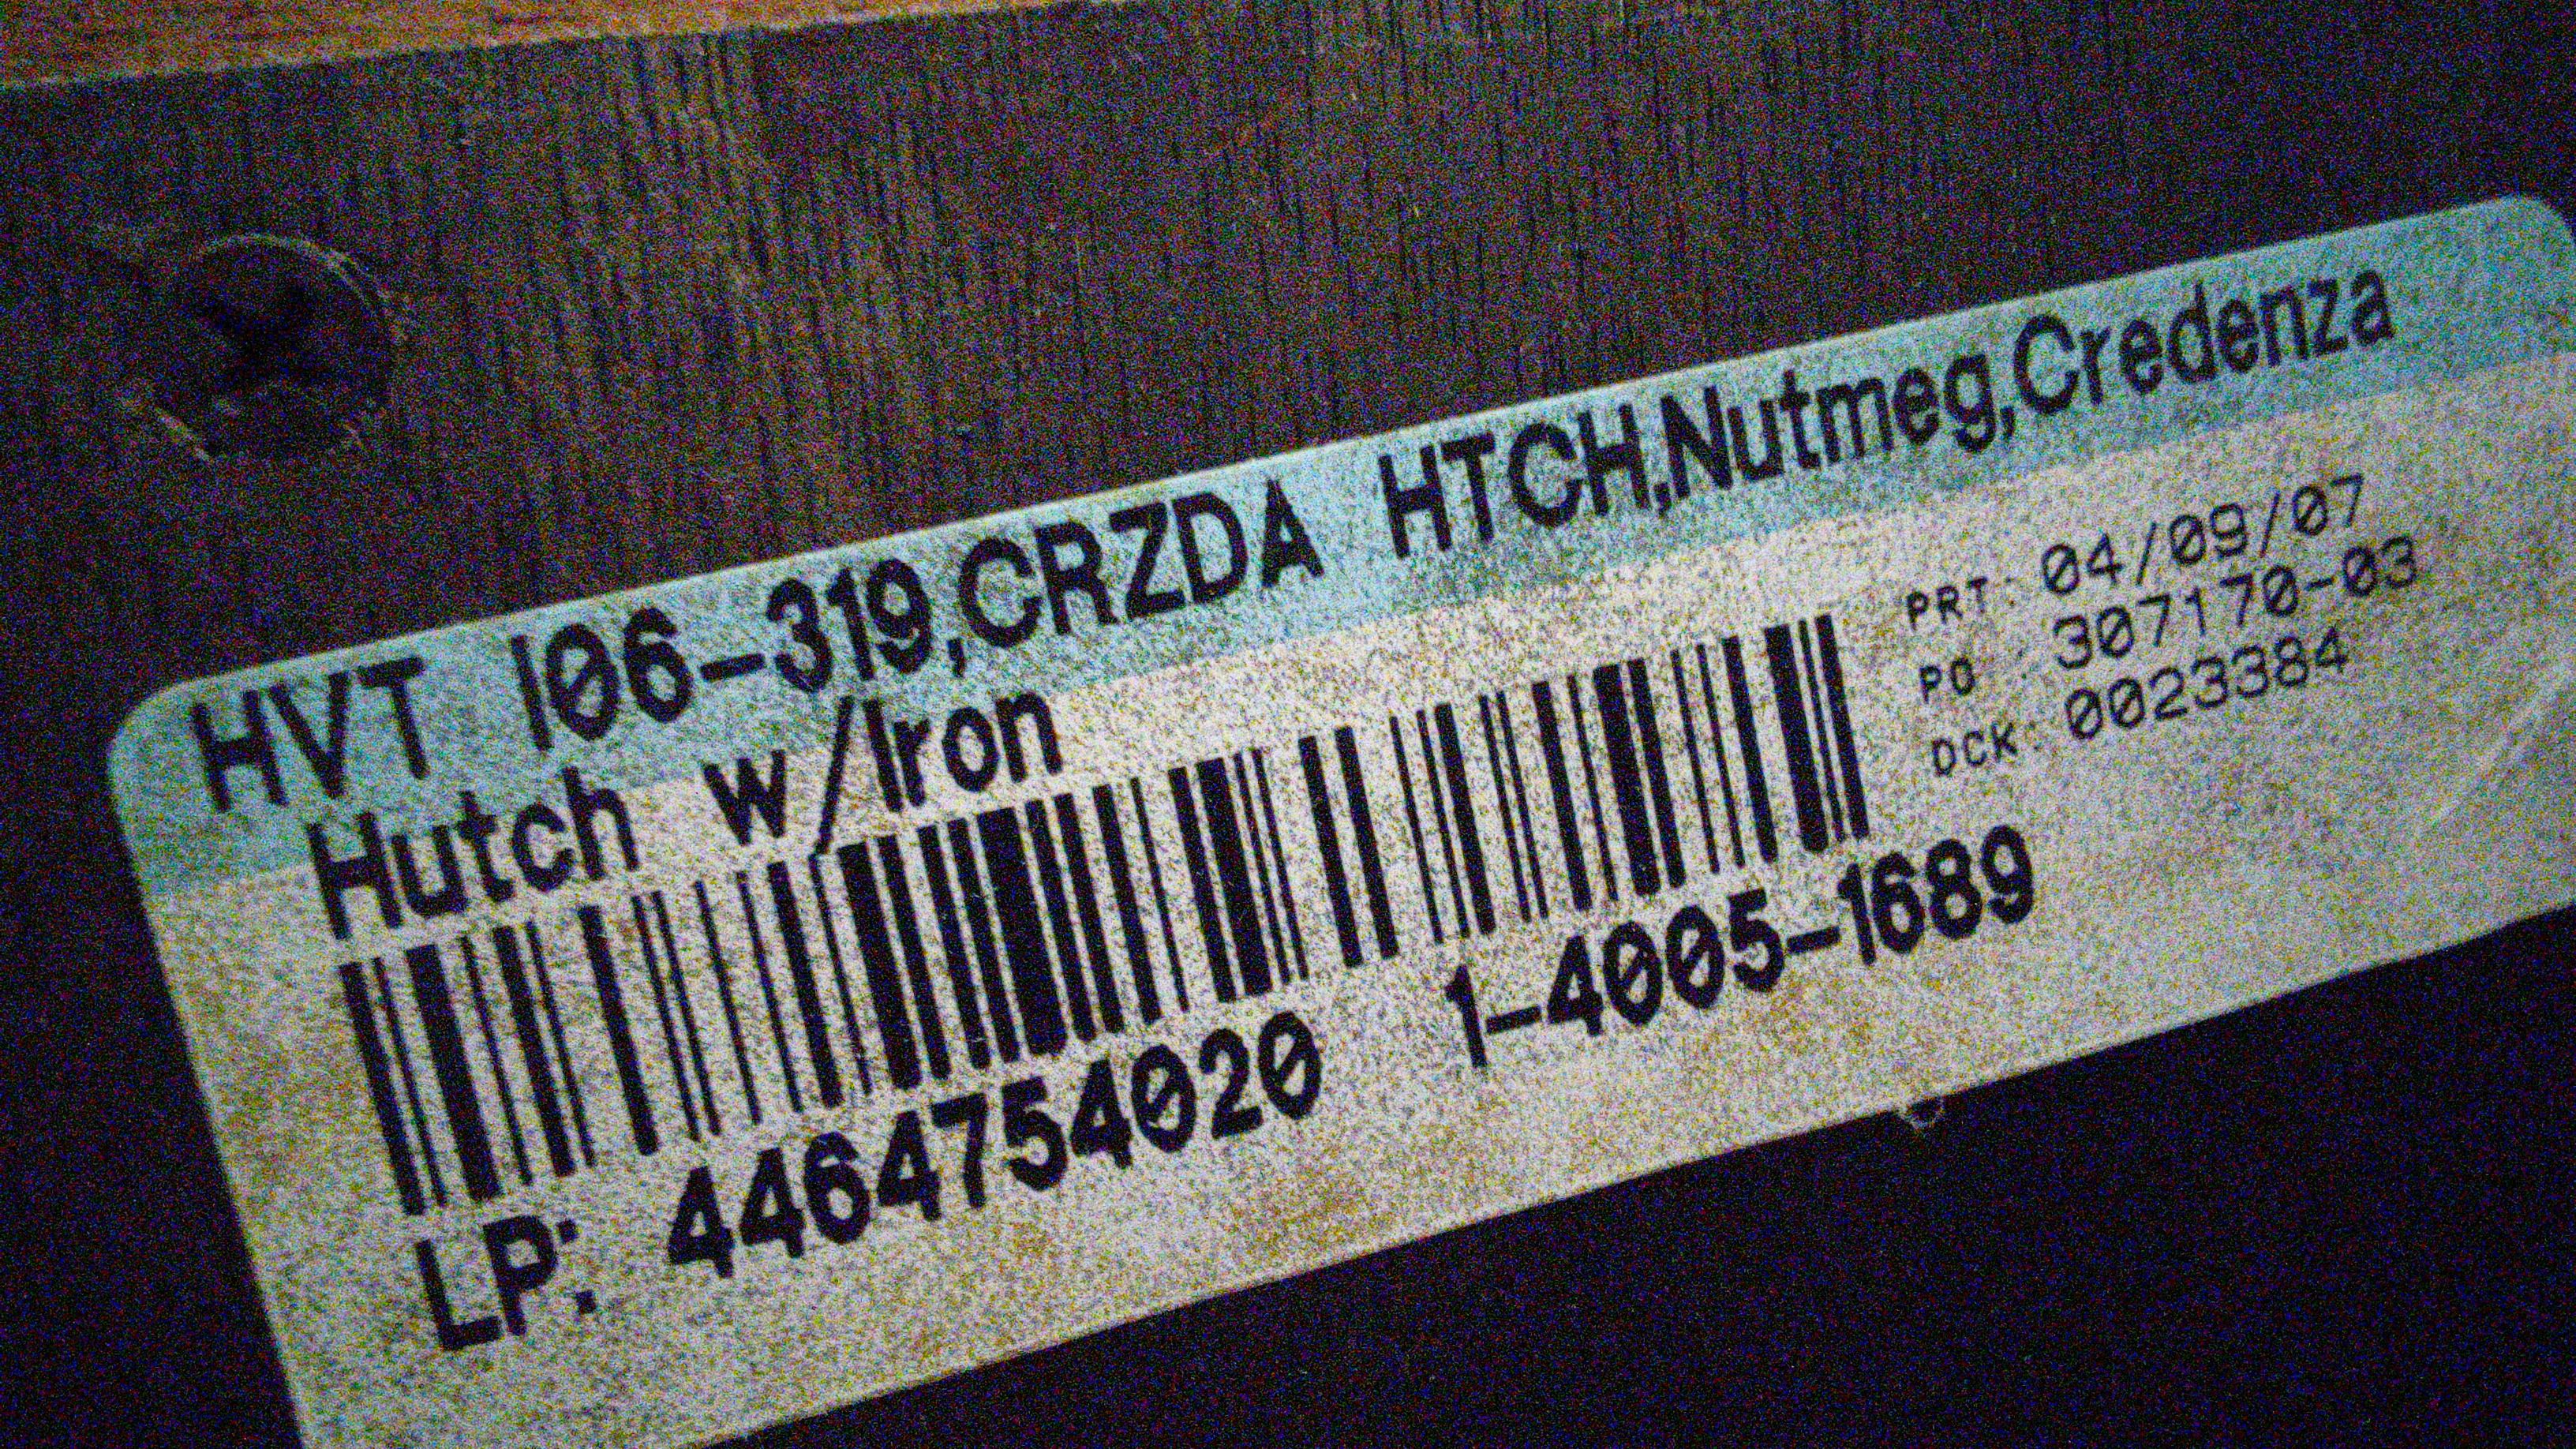 HVT I06-319,CRZDA HTCH,Nutmeg,Credenza
Hutch w/Iron
PRT: 04/09/07
PO : 307170-03
DCK: 0023384
LP: 4464754020 1-4005-1689